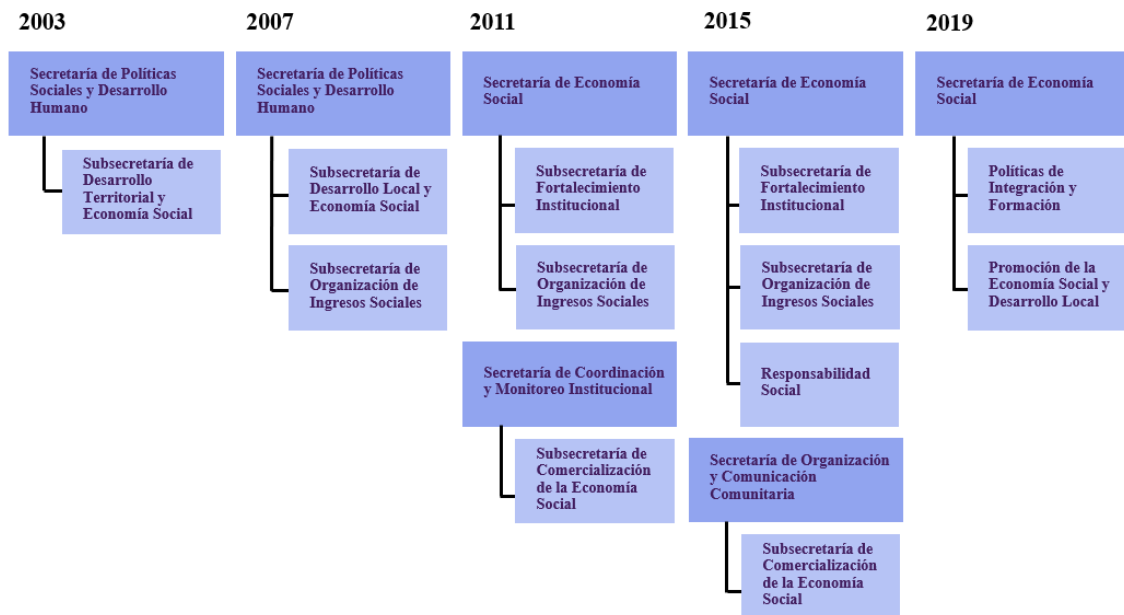 2003
Secretaría de Políticas
Sociales y Desarrollo
Humano
Subsecretaría de
Desarrollo
Territorial y
Economía Social
2007
Secretaría de Políticas
Sociales y Desarrollo
Humano
Subsecretaría de
Desarrollo Local y
Economía Social
Subsecretaría de
Organización de
Ingresos Sociales
2011
Secretaría de Economía
Social
Subsecretaría de
Fortalecimiento
Institucional
Subsecretaría de
Organización de
Ingresos Sociales
Secretaría de Coordinación
y Monitoreo Institucional
Subsecretaría de
Comercialización
de la Economía
Social
2015
Secretaría de Economía
Social
Subsecretaría de
Fortalecimiento
Institucional
Subsecretaría de
Organización de
Ingresos Sociales
Responsabilidad
Social
Secretaría de Organización
y Comunicación
Comunitaria
Subsecretaría de
Comercialización
de la Economía
Social
2019
Secretaría de Economía
Social
Políticas de
Integración y
Formación
Promoción de la
Economía Social y
Desarrollo Local